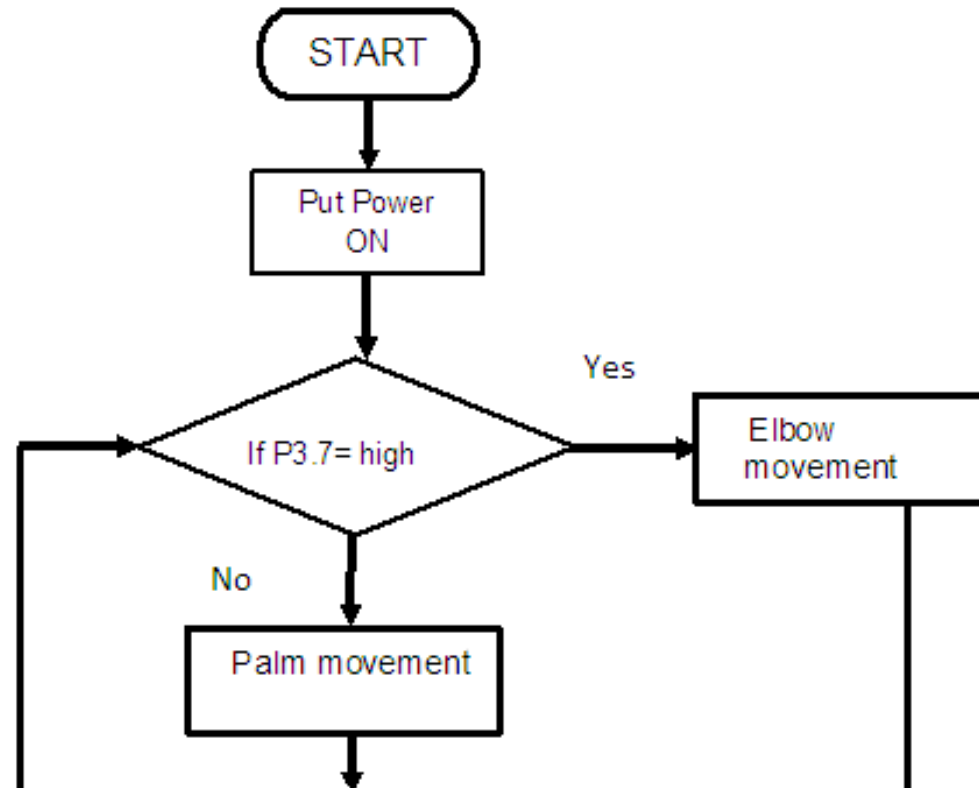 START
Put Power
ON
Yes
If P3.7= high
Elbow
movement
No
Palm movement